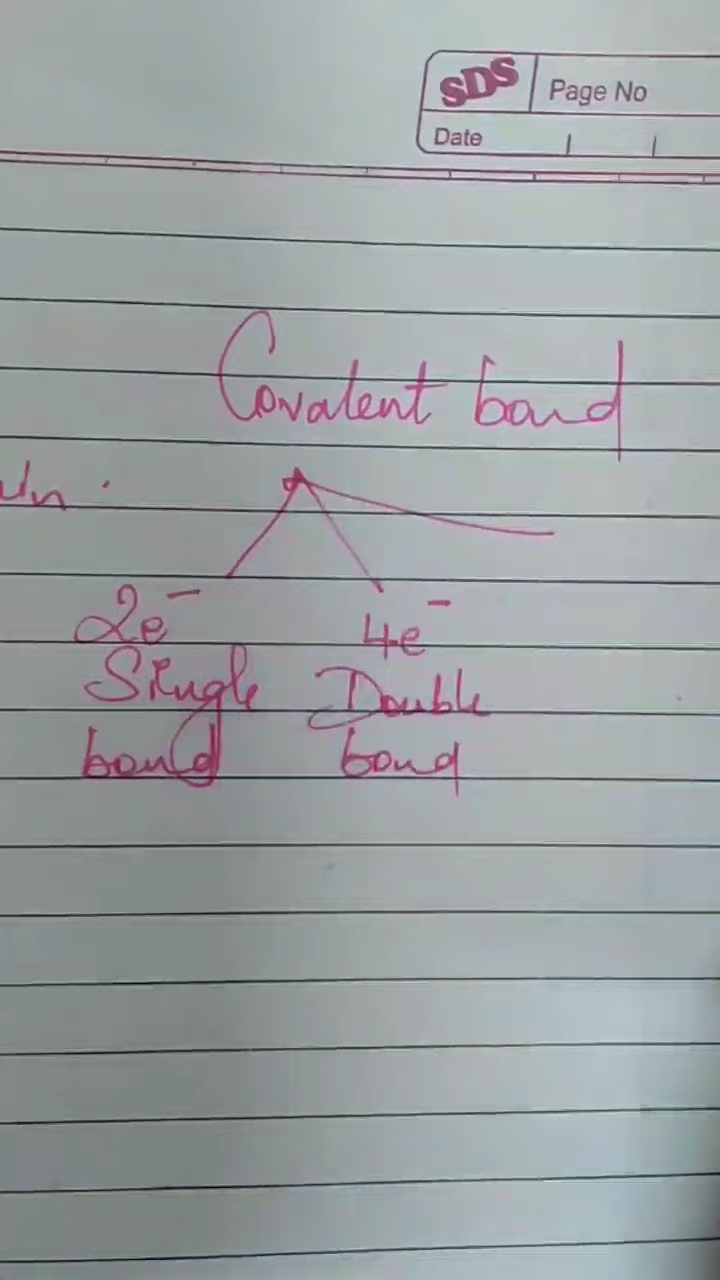 SDS Page No
Date
Covalent bond
2e⁻ 4e⁻
Single Double
bond bond